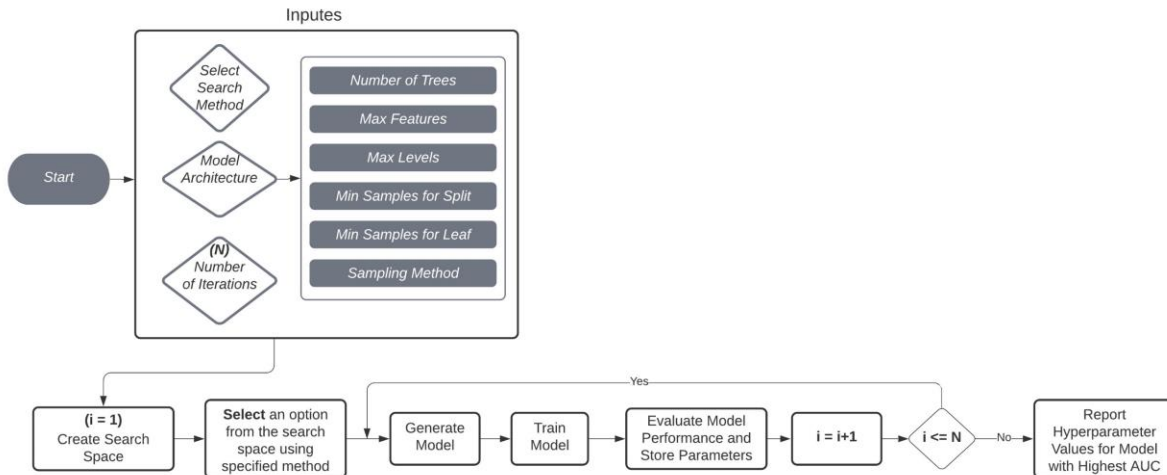 Inputes
Start
Select
Search
Method
Model
Architecture
(N)
Number
of Iterations
Number of Trees
Max Features
Max Levels
Min Samples for Split
Min Samples for Leaf
Sampling Method
(i = 1)
Create Search
Space
Select an option
from the search
space using
specified method
Generate
Model
Train
Model
Evaluate Model
Performance and
Store Parameters
i = i+1
i <= N
Yes
No
Report
Hyperparameter
Values for Model
with Highest AUC